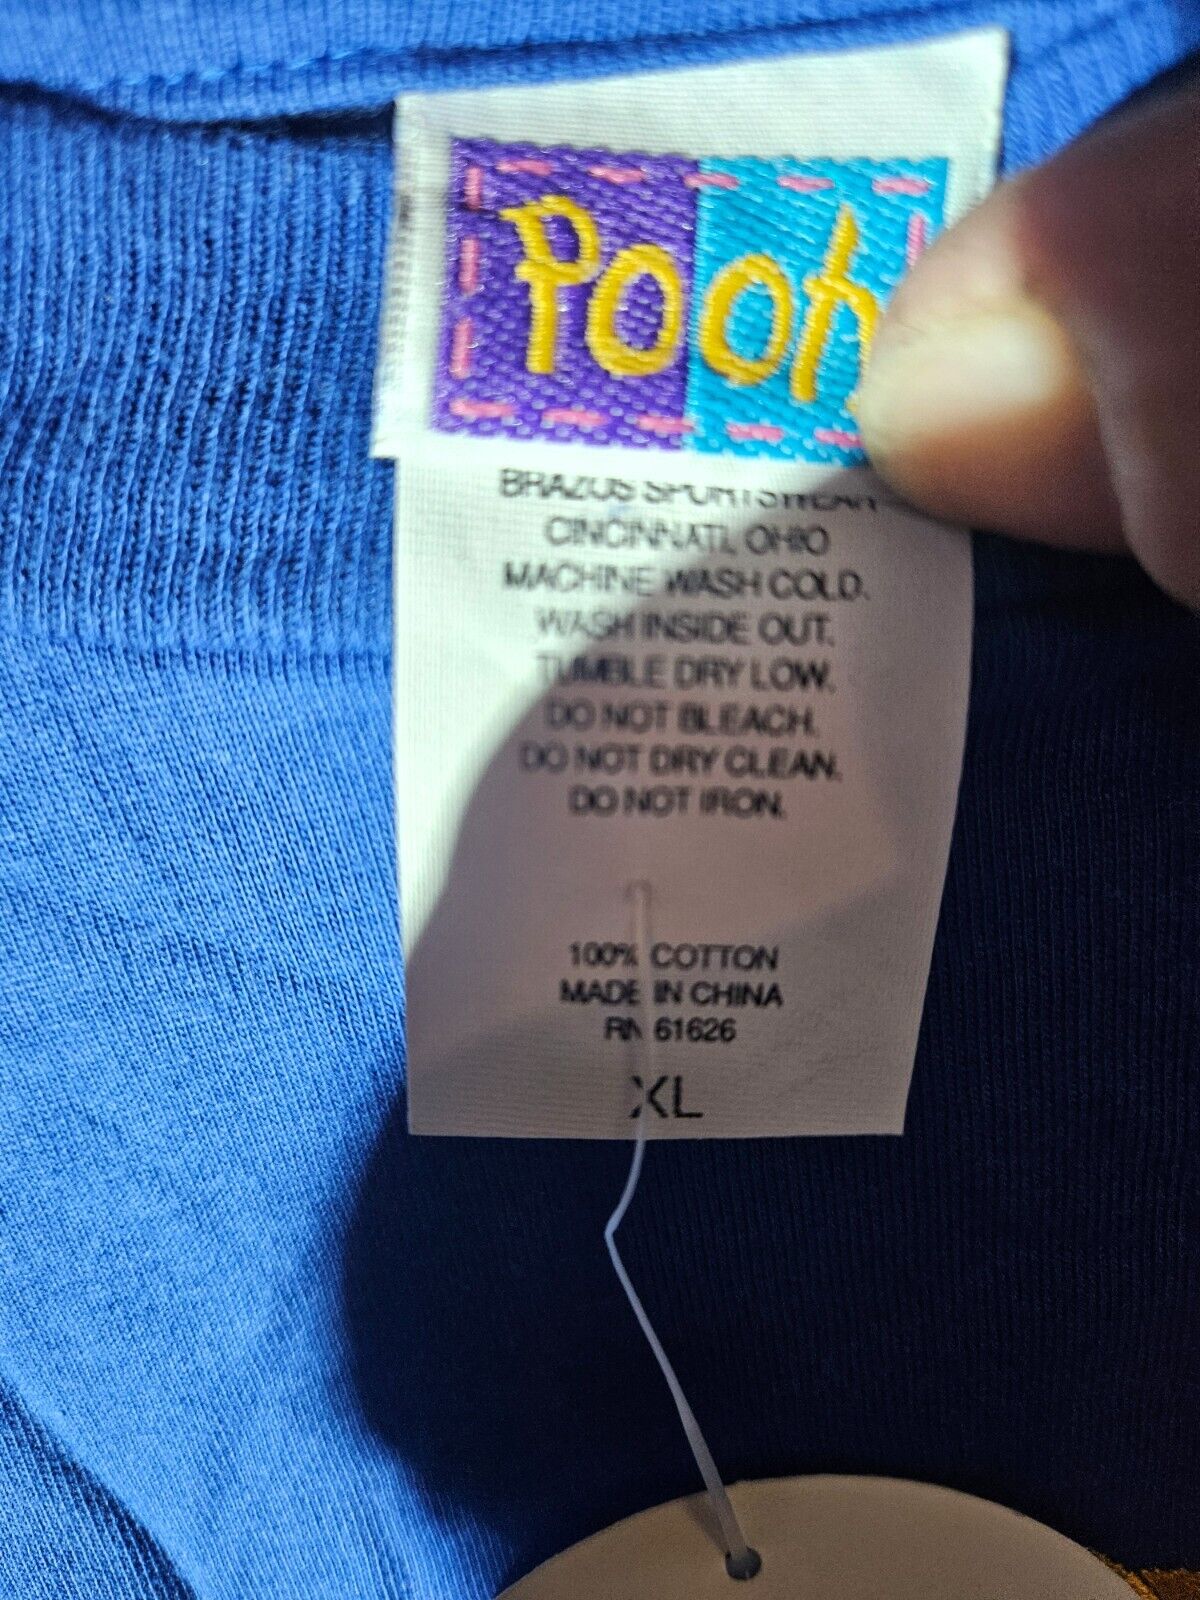 Pooh
BRAZOS SPORTSWEAR
CINCINNATI, OHIO
MACHINE WASH COLD.
WASH INSIDE OUT.
TUMBLE DRY LOW.
DO NOT BLEACH.
DO NOT DRY CLEAN.
DO NOT IRON.
100% COTTON
MADE IN CHINA
RN 61626
XL